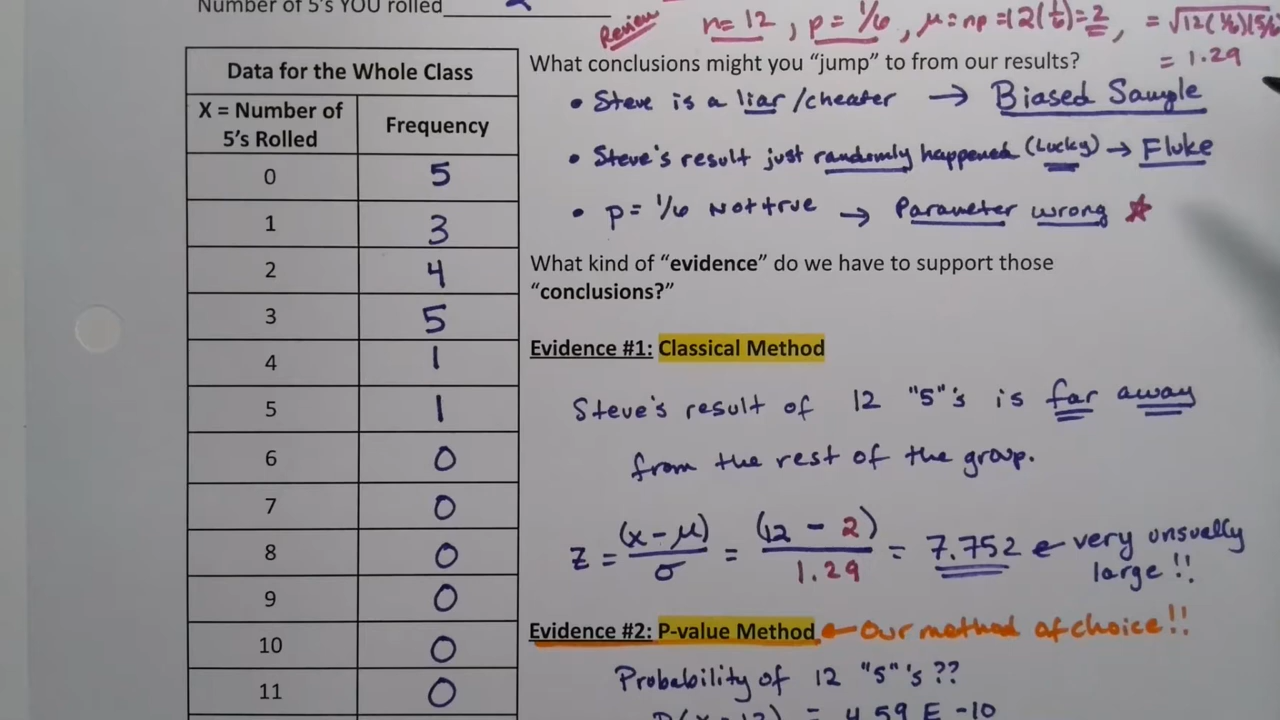 Number of 5's YOU rolled 2
Review n = 12 , p = 1/6 , μ = np = 12(1/6) = 2 , = √12(1/6)(5/6
= 1.29
Data for the Whole Class
X = Number of 5's Rolled Frequency
0 5
1 3
2 4
3 5
4 1
5 1
6 0
7 0
8 0
9 0
10 0
11 0
What conclusions might you "jump" to from our results?
• Steve is a liar/cheater → Biased Sample
• Steve's result just randomly happened (Lucky) → Fluke
• p = 1/6 Not true → Parameter wrong ☆
What kind of "evidence" do we have to support those
"conclusions?"
Evidence #1: Classical Method
Steve's result of 12 "5"'s is far away
from the rest of the group.
Z = (x - μ)/σ = (12 - 2)/1.29 = 7.752 ← very unsually
large!!
Evidence #2: P-value Method ← Our method of choice!!
Probability of 12 "5"'s ??
P(x = 12) = 4.59 E -10